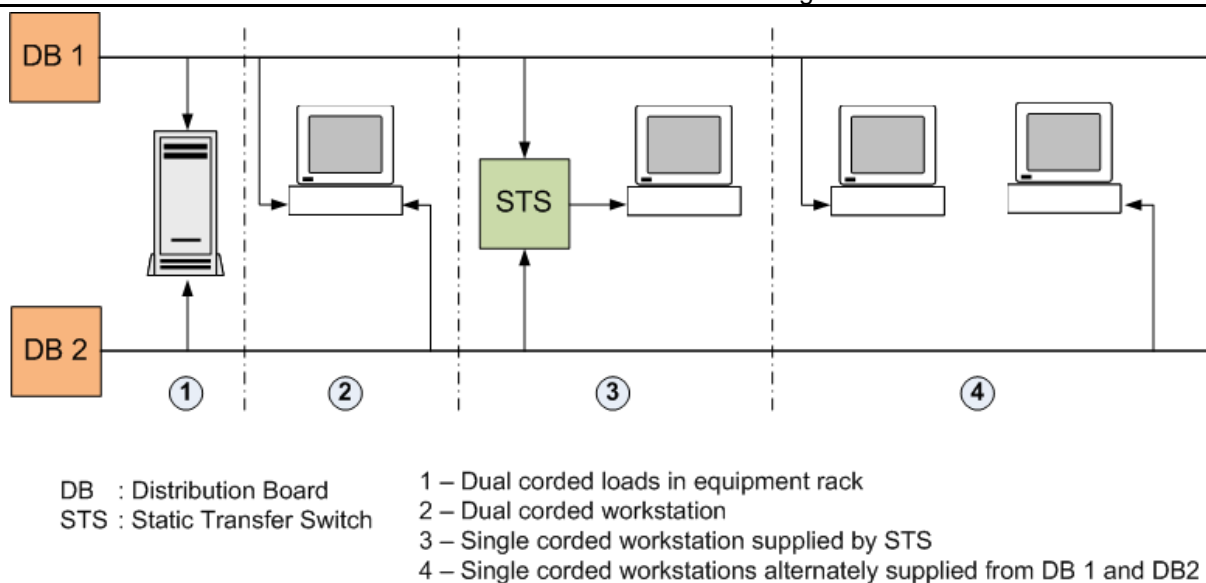 DB 1
STS
DB 2
1
2
3
4
DB : Distribution Board
STS : Static Transfer Switch
1 – Dual corded loads in equipment rack
2 – Dual corded workstation
3 – Single corded workstation supplied by STS
4 – Single corded workstations alternately supplied from DB 1 and DB2